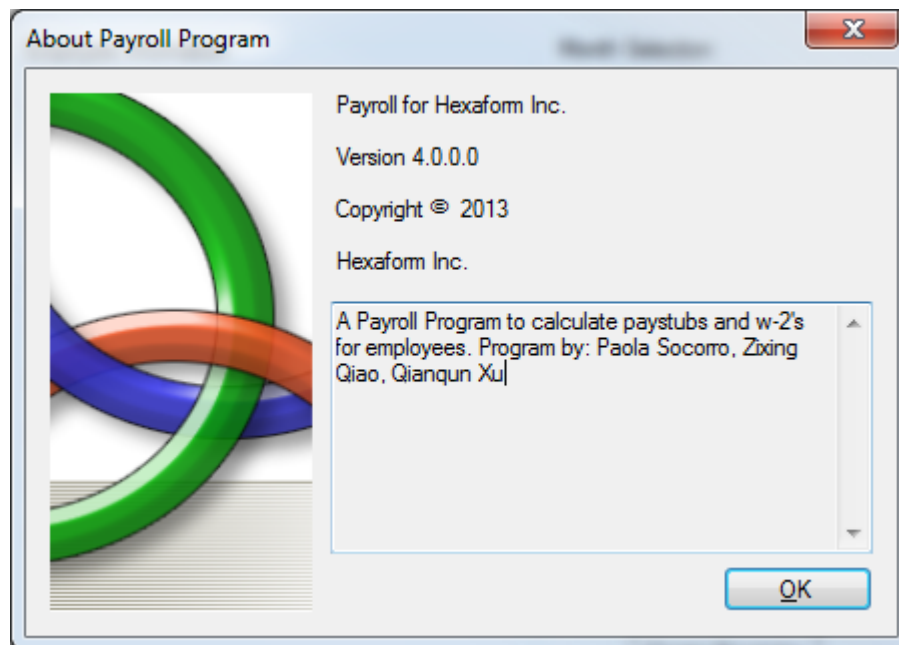 About Payroll Program
Payroll for Hexaform Inc.
Version 4.0.0.0
Copyright © 2013
Hexaform Inc.
A Payroll Program to calculate paystubs and w-2's
for employees. Program by: Paola Socorro, Zixing
Qiao, Qianqun Xu
OK